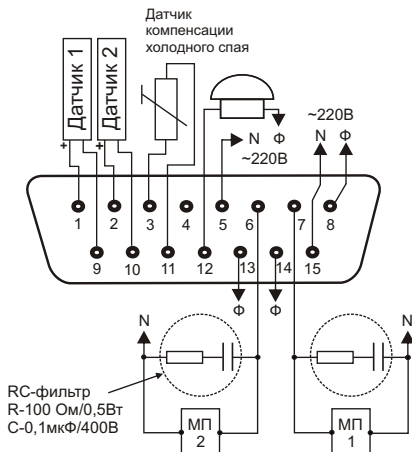 Датчик
компенсации
холодного спая
Датчик 1
Датчик 2
+
+
N
Ф
~220В
~220В
N
Ф
1
2
3
4
5
6
7
8
9
10
11
12
13
14
15
Ф
Ф
N
N
RC-фильтр
R-100 Ом/0,5Вт
С-0,1мкФ/400В
МП
2
МП
1